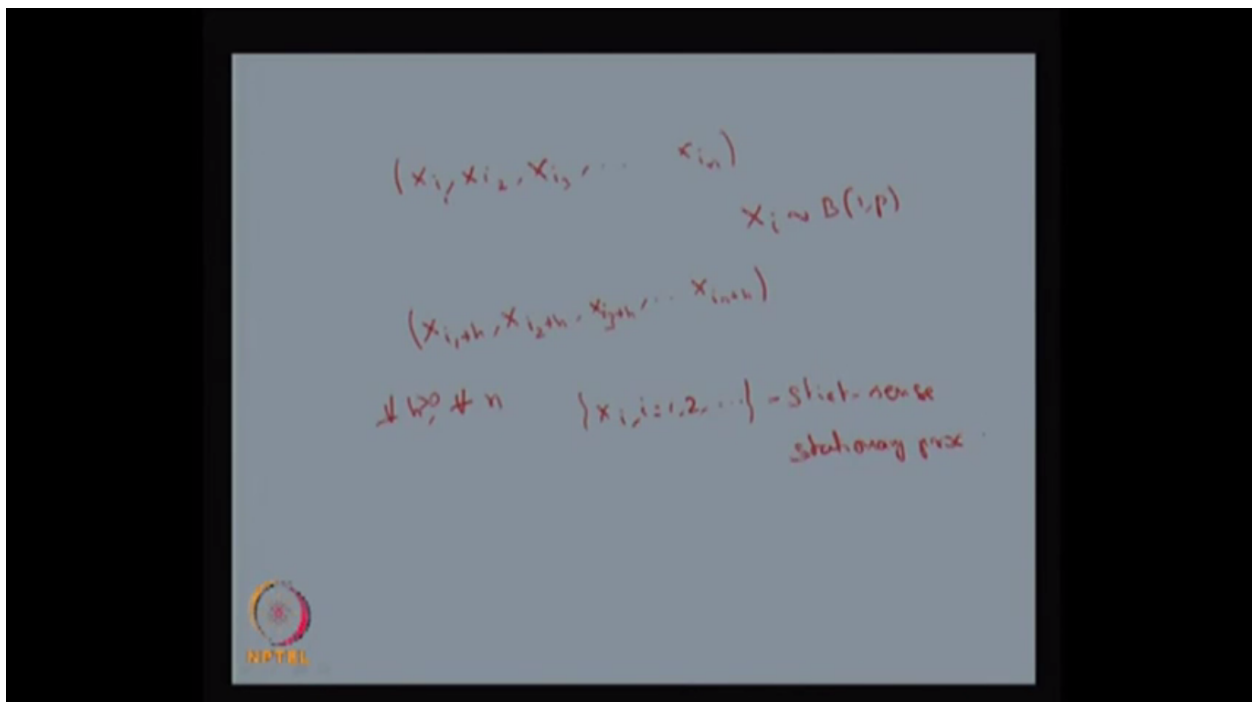 (X_{i_1}, X_{i_2}, X_{i_3}, ... X_{i_n})
X_i ~ B(1, p)
(X_{i_1+h}, X_{i_2+h}, X_{i_3+h}, ... X_{i_n+h})
∀ h>0, ∀ n {X_i, i=1,2,...} - strict-sense
stationary proc
NPTEL